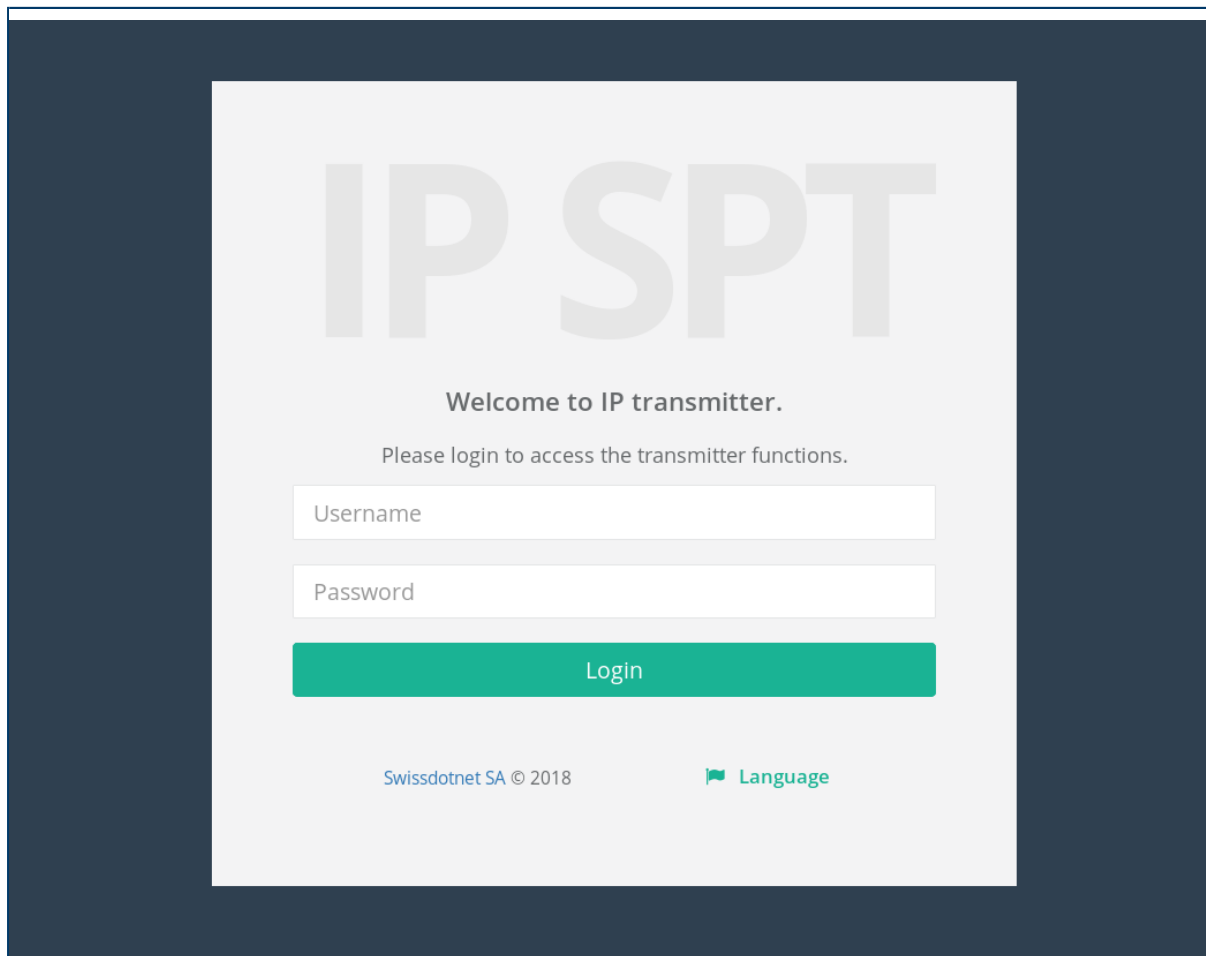 IP SPT
Welcome to IP transmitter.
Please login to access the transmitter functions.
Username
Password
Login
Swissdotnet SA © 2018
Language